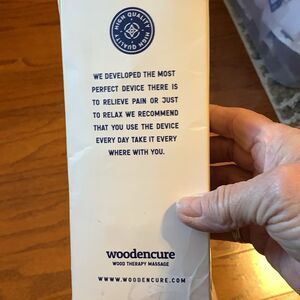 HIGH QUALITY HIGH QUALITY
WE DEVELOPED THE MOST
PERFECT DEVICE THERE IS
TO RELIEVE PAIN OR JUST
TO RELAX WE RECOMMEND
THAT YOU USE THE DEVICE
EVERY DAY TAKE IT EVERY
WHERE WITH YOU.
woodencure
WOOD THERAPY MASSAGE
WWW.WOODENCURE.COM